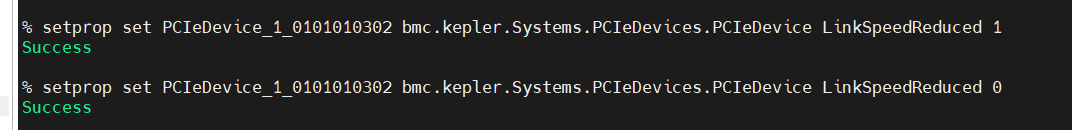 % setprop set PCIeDevice_1_0101010302 bmc.kepler.Systems.PCIeDevices.PCIeDevice LinkSpeedReduced 1
Success
% setprop set PCIeDevice_1_0101010302 bmc.kepler.Systems.PCIeDevices.PCIeDevice LinkSpeedReduced 0
Success